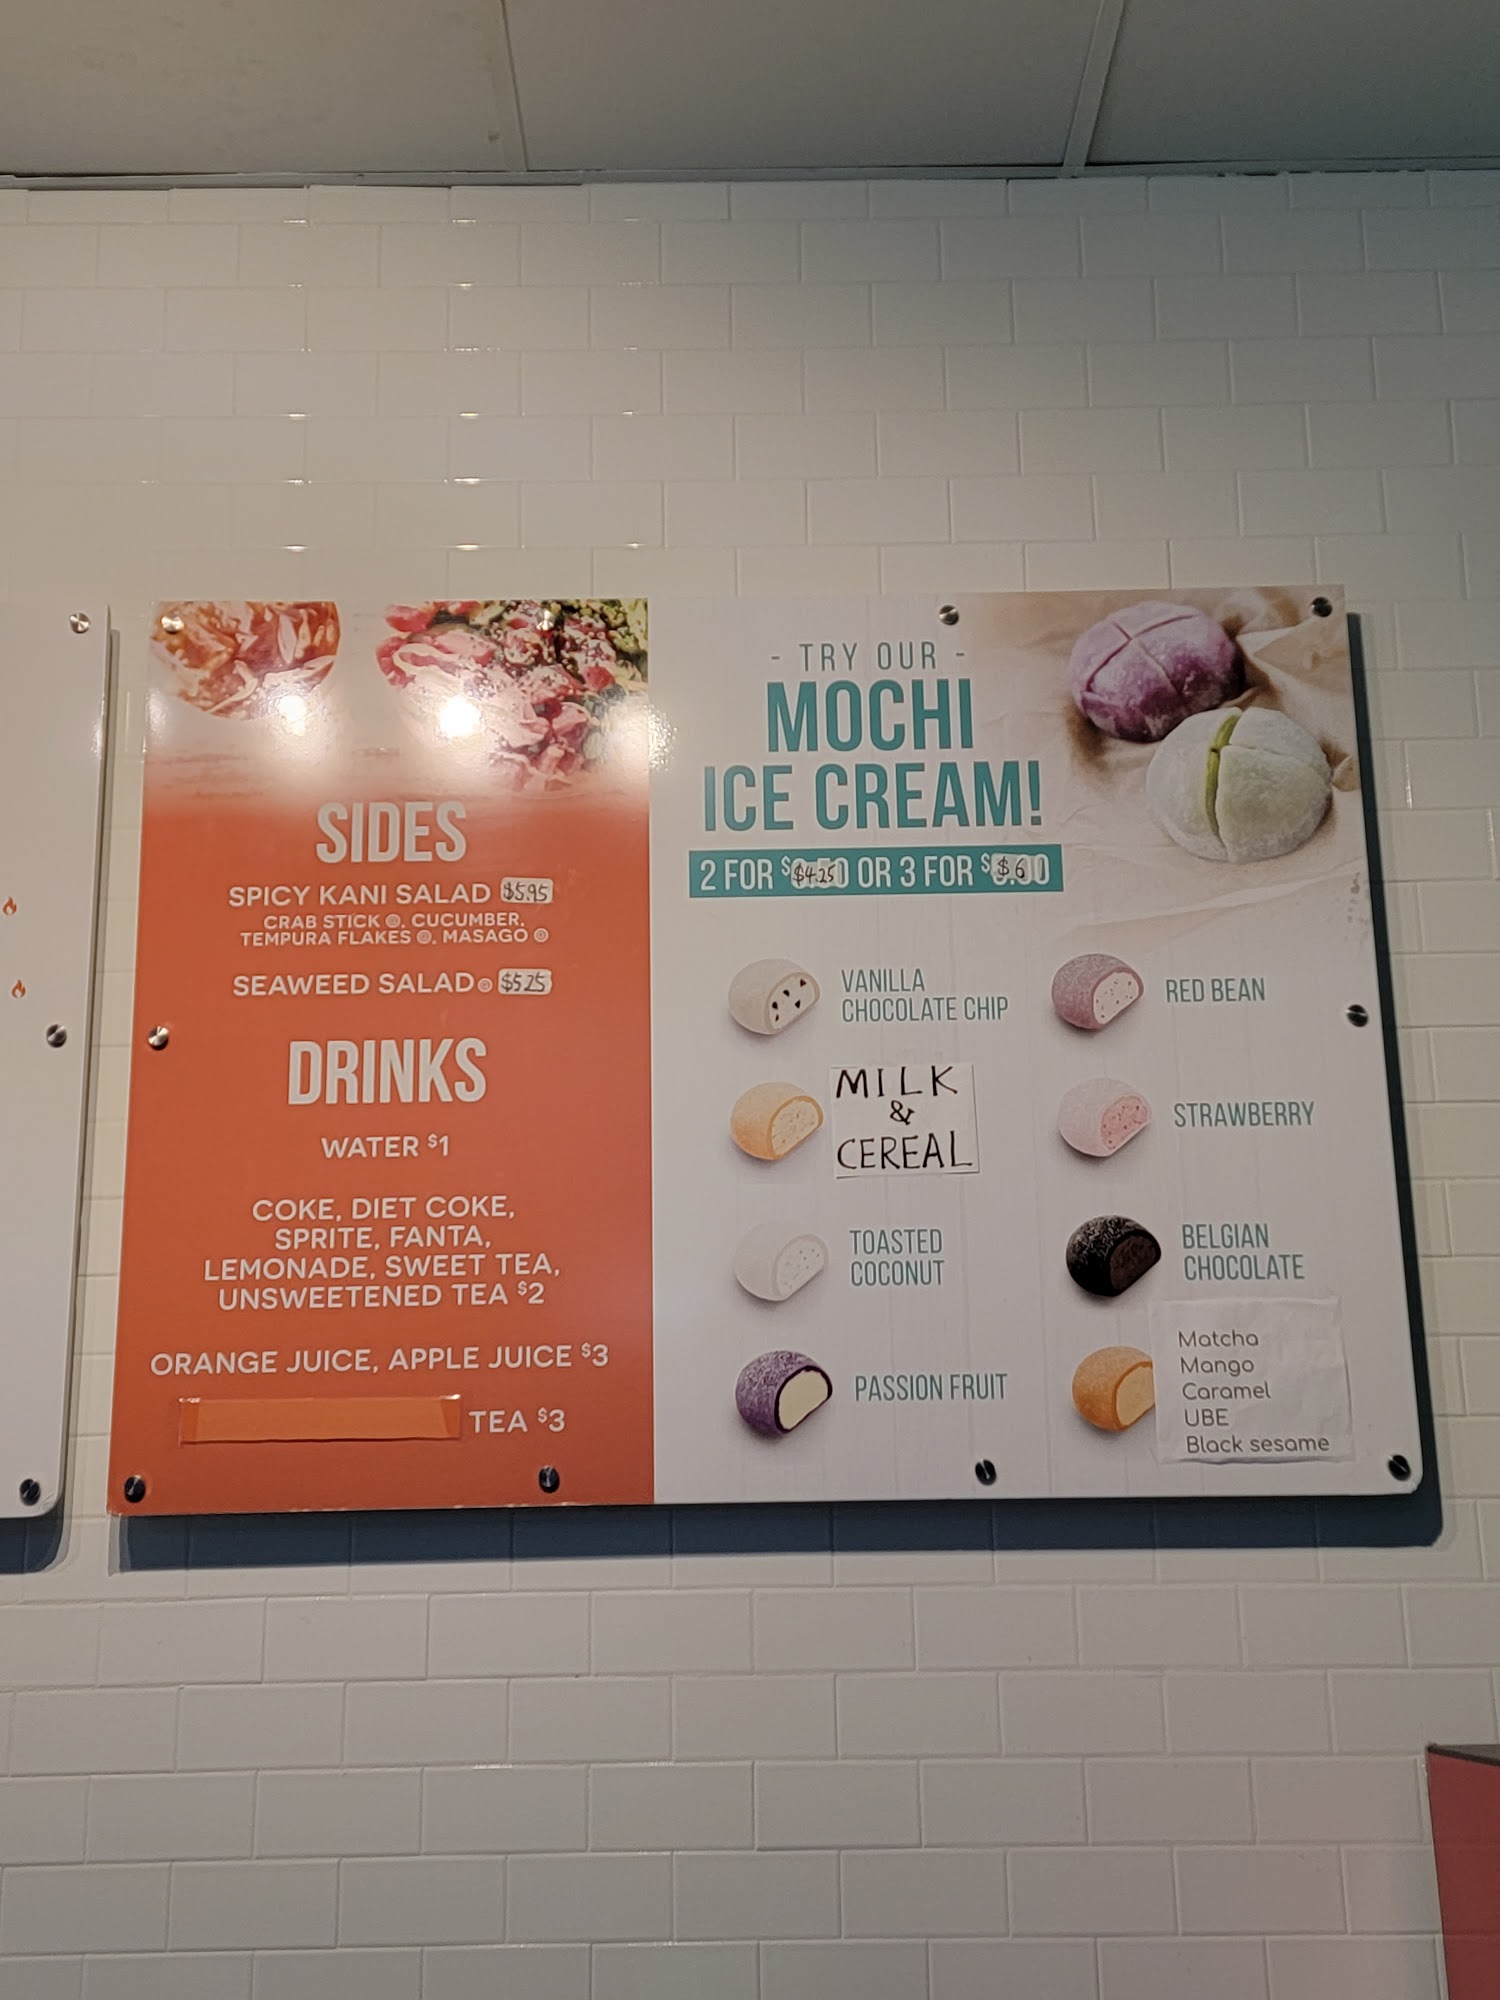 SIDES
SPICY KANI SALAD $5.95
CRAB STICK, CUCUMBER,
TEMPURA FLAKES, MASAGO
SEAWEED SALAD $5.25
DRINKS
WATER $1
COKE, DIET COKE,
SPRITE, FANTA,
LEMONADE, SWEET TEA,
UNSWEETENED TEA $2
ORANGE JUICE, APPLE JUICE $3
TEA $3
- TRY OUR -
MOCHI
ICE CREAM!
2 FOR $4.25 OR 3 FOR $6
VANILLA
CHOCOLATE CHIP
MILK
&
CEREAL
TOASTED
COCONUT
PASSION FRUIT
RED BEAN
STRAWBERRY
BELGIAN
CHOCOLATE
Matcha
Mango
Caramel
UBE
Black sesame